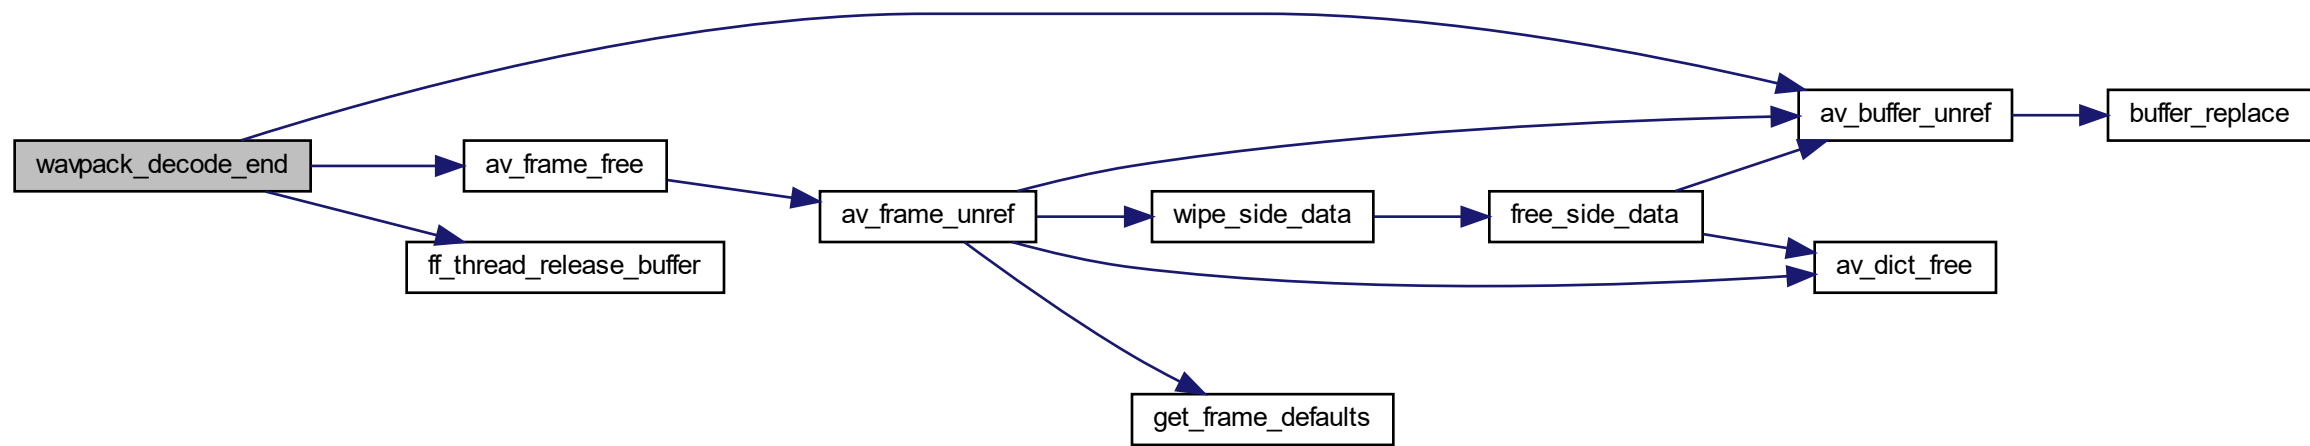 wavpack_decode_end
av_frame_free
ff_thread_release_buffer
av_frame_unref
wipe_side_data
get_frame_defaults
free_side_data
av_buffer_unref
av_dict_free
buffer_replace